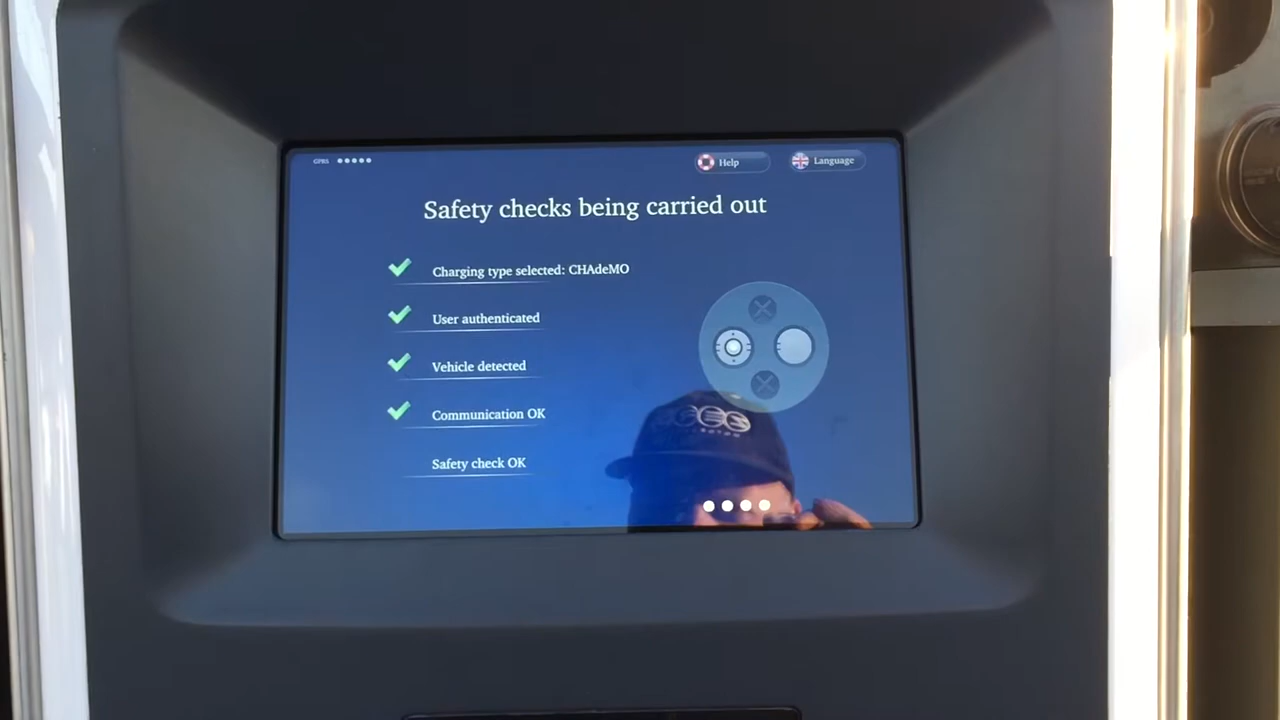 GPRS
Help
Language
Safety checks being carried out
Charging type selected: CHAdeMO
User authenticated
Vehicle detected
Communication OK
Safety check OK